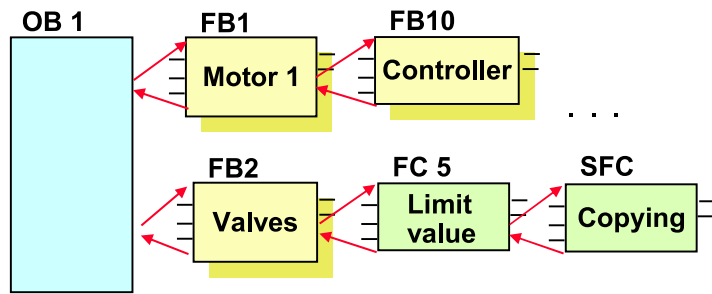 OB 1
FB1
FB10
Motor 1
Controller
. . .
FB2
FC 5
SFC
Valves
Limit
value
Copying